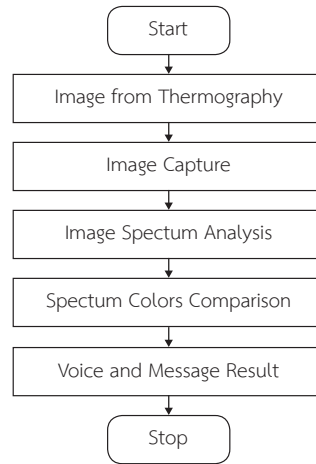 Start
Image from Thermography
Image Capture
Image Spectum Analysis
Spectum Colors Comparison
Voice and Message Result
Stop